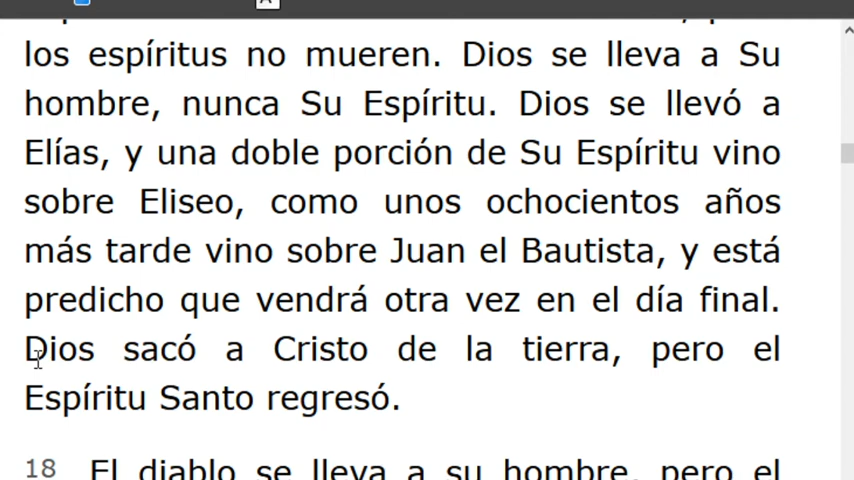 los espíritus no mueren. Dios se lleva a Su
hombre, nunca Su Espíritu. Dios se llevó a
Elías, y una doble porción de Su Espíritu vino
sobre Eliseo, como unos ochocientos años
más tarde vino sobre Juan el Bautista, y está
predicho que vendrá otra vez en el día final.
Dios sacó a Cristo de la tierra, pero el
Espíritu Santo regresó.
18 El diablo se lleva a su hombre, pero el